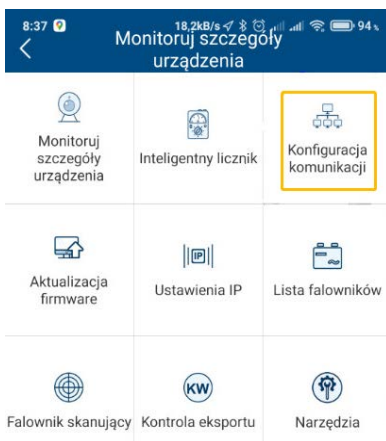 8:37 18,2kB/s 94%
Monitoruj szczegóły
urządzenia
Monitoruj
szczegóły
urządzenia
Inteligentny licznik
Konfiguracja
komunikacji
Aktualizacja
firmware
IP
Ustawienia IP
Lista falowników
Falownik skanujący
KW
Kontrola eksportu
Narzędzia